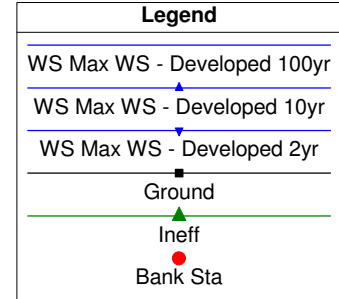 Legend
WS Max WS - Developed 100yr
WS Max WS - Developed 10yr
WS Max WS - Developed 2yr
Ground
Ineff
Bank Sta